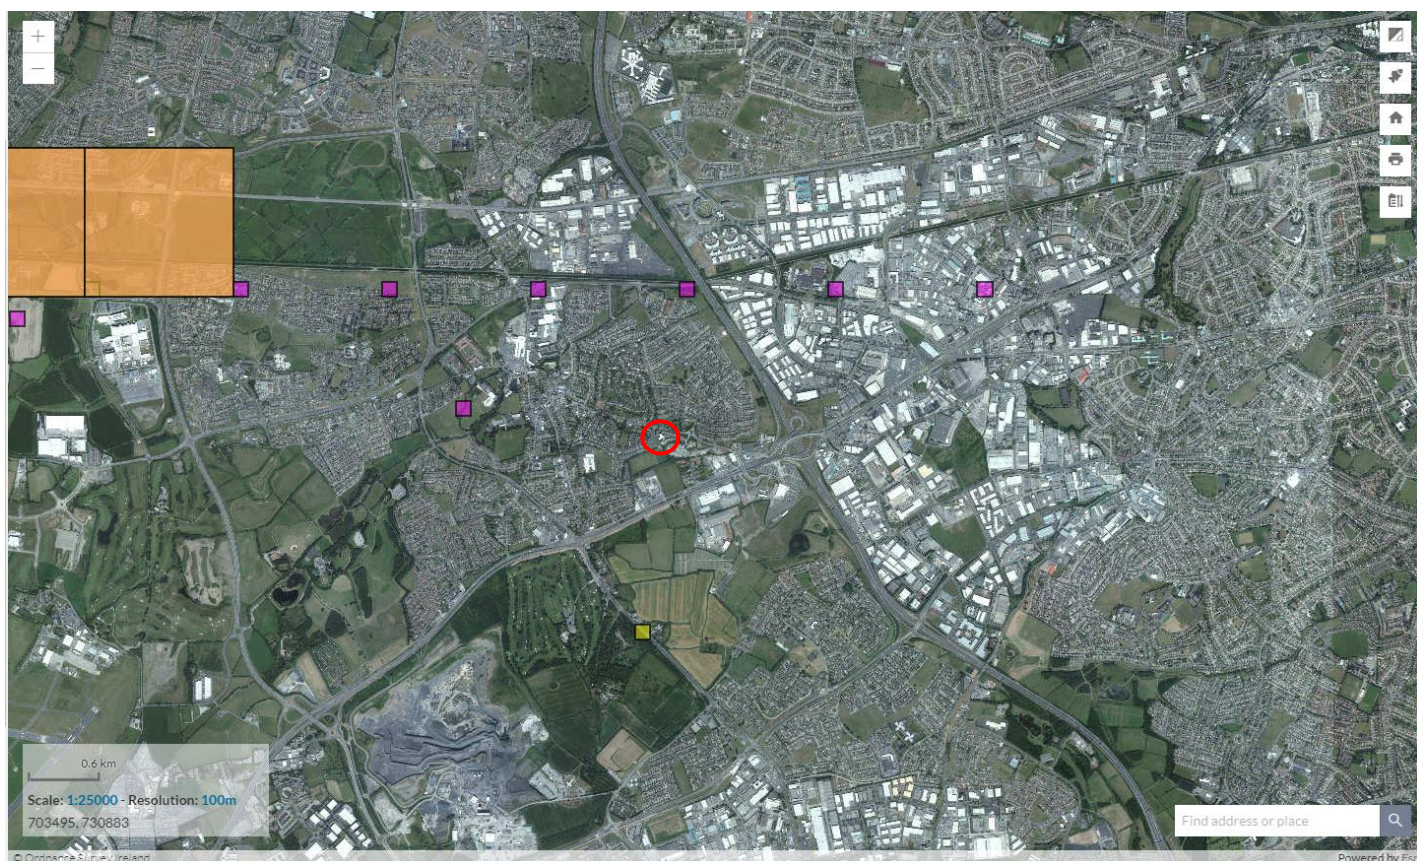 +
−
0.6 km
Scale: 1:25000 - Resolution: 100m
703495, 730883
Find address or place
© Ordnance Survey Ireland
Powered by